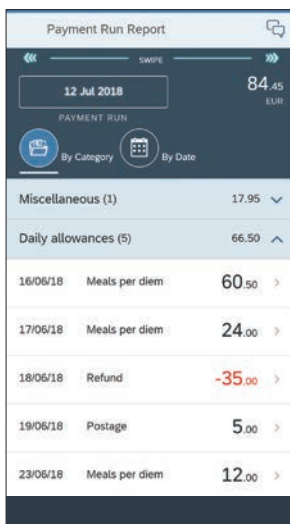 Payment Run Report
SWIPE
12 Jul 2018
84.45
EUR
PAYMENT RUN
By Category
By Date
Miscellaneous (1) 17.95
Daily allowances (5) 66.50
16/06/18 Meals per diem 60.50
17/06/18 Meals per diem 24.00
18/06/18 Refund -35.00
19/06/18 Postage 5.00
23/06/18 Meals per diem 12.00